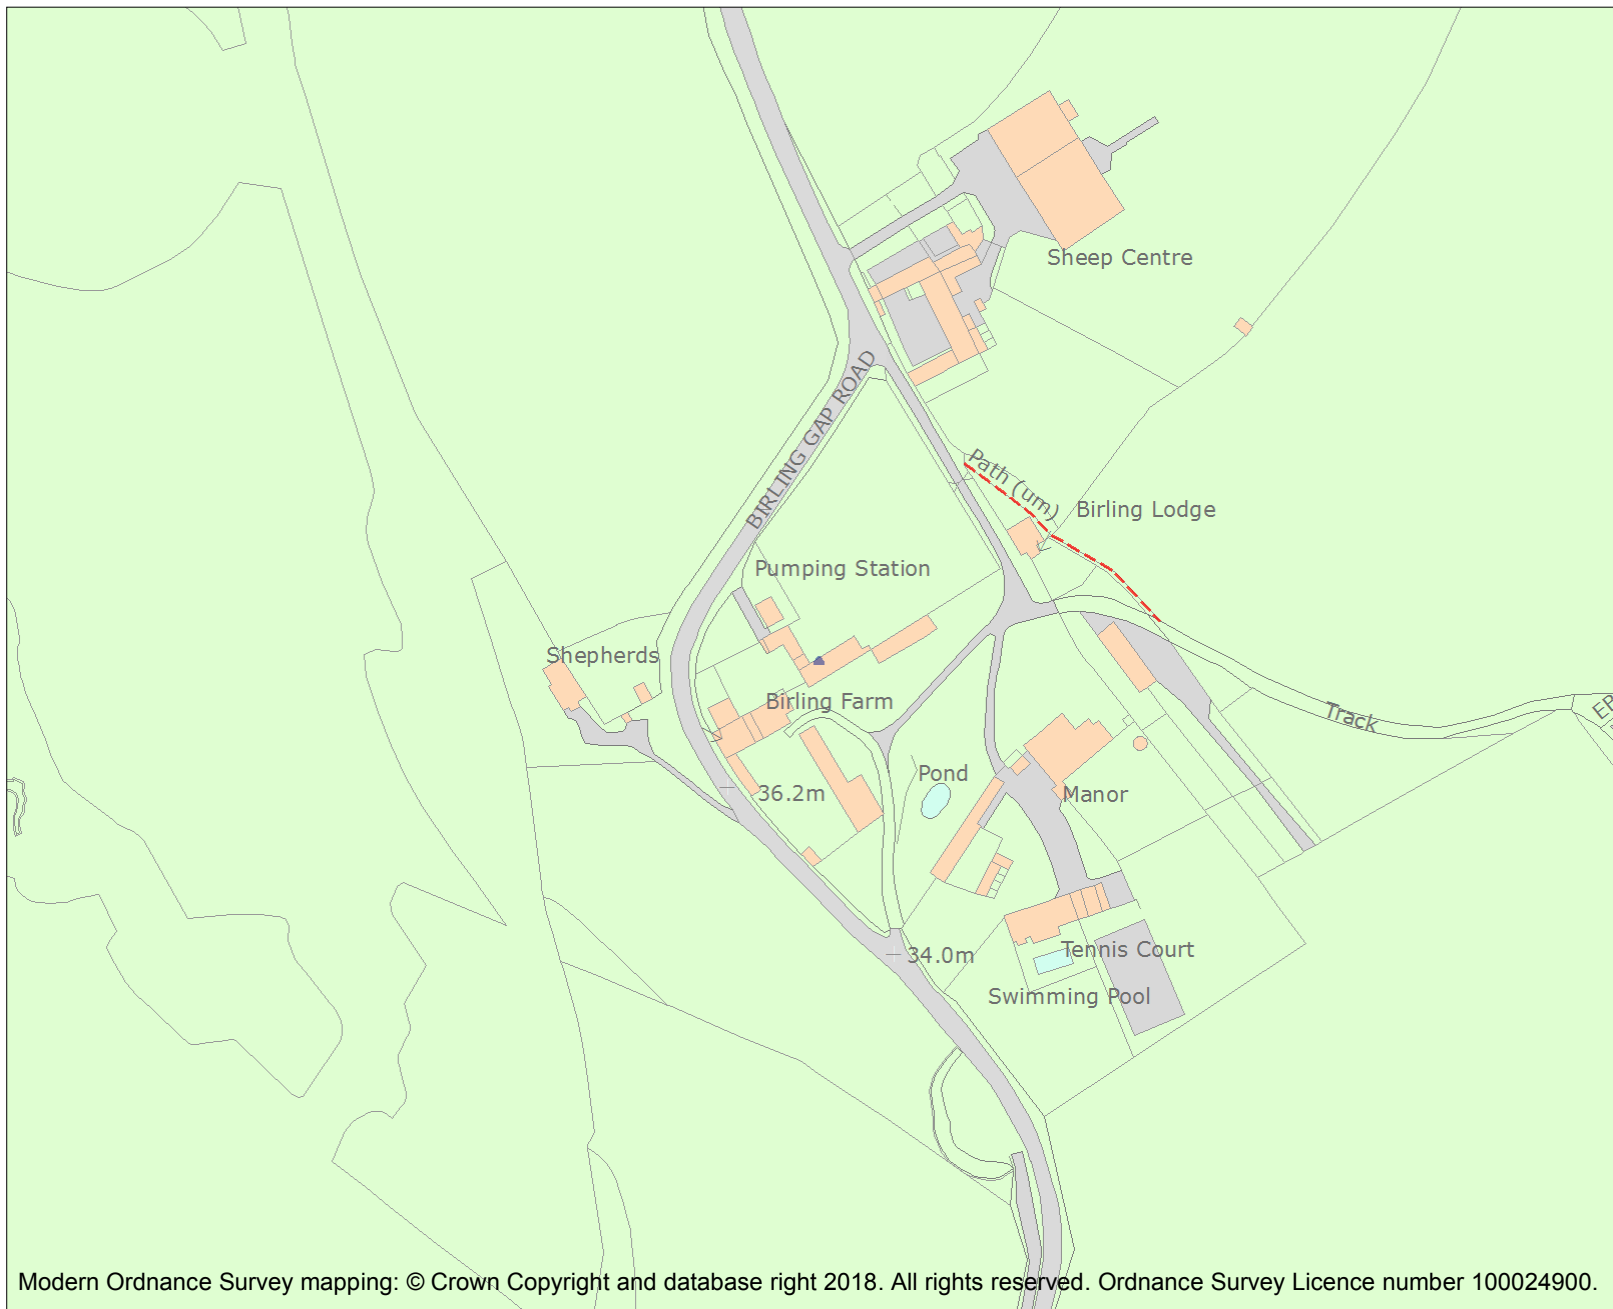 Sheep Centre
BIRLING GAP ROAD
Path (um)
Birling Lodge
Pumping Station
Shepherds
Birling Farm
Track
EP
Pond
36.2m
Manor
34.0m
Tennis Court
Swimming Pool
Modern Ordnance Survey mapping: © Crown Copyright and database right 2018. All rights reserved. Ordnance Survey Licence number 100024900.